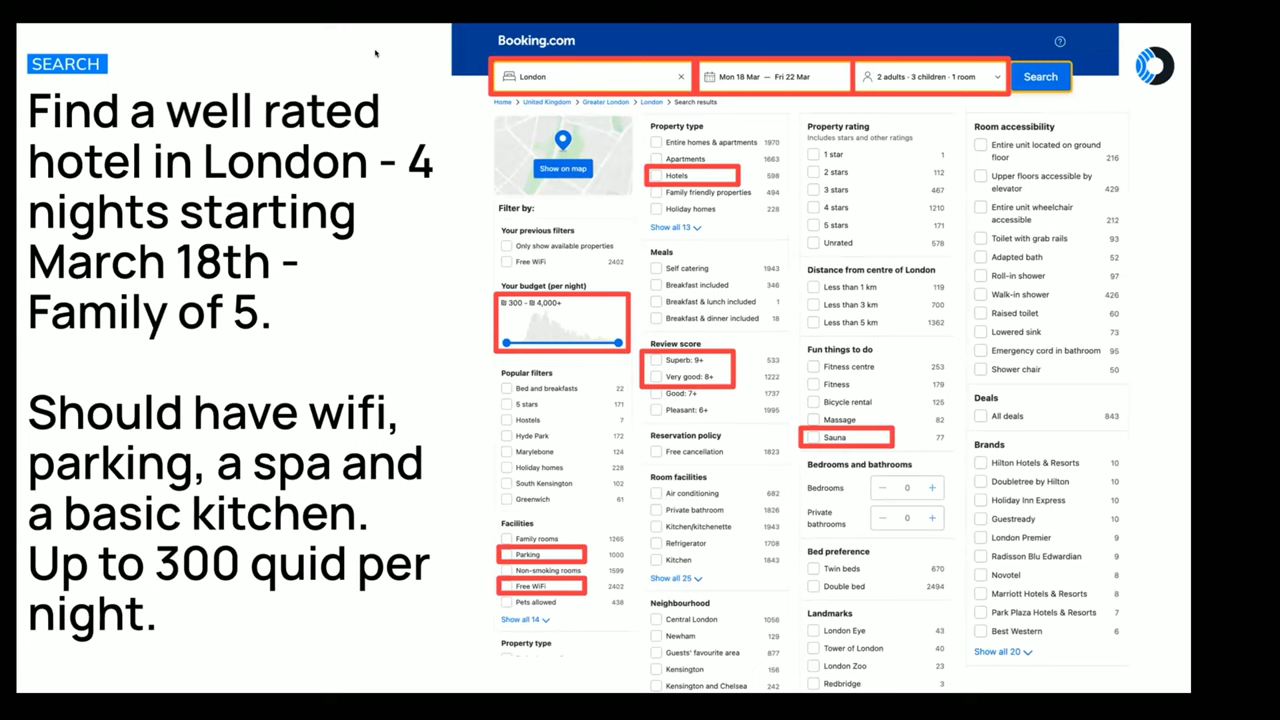 SEARCH
Find a well rated
hotel in London - 4
nights starting
March 18th -
Family of 5.
Should have wifi,
parking, a spa and
a basic kitchen.
Up to 300 quid per
night.
Booking.com
London
Mon 18 Mar — Fri 22 Mar
2 adults · 3 children · 1 room
Search
Home > United Kingdom > Greater London > London > Search results
Show on map
Filter by:
Your previous filters
Only show available properties
Free WiFi 2402
Your budget (per night)
₪ 300 - ₪ 4,000+
Popular filters
Bed and breakfasts 22
5 stars 171
Hostels 7
Hyde Park 172
Marylebone 124
Holiday homes 228
South Kensington 102
Greenwich 61
Facilities
Family rooms 1265
Parking 1000
Non-smoking rooms 1599
Free WiFi 2402
Pets allowed 438
Show all 14
Property type
Property type
Entire homes & apartments 1970
Apartments 1663
Hotels 598
Family friendly properties 494
Holiday homes 228
Show all 13
Meals
Self catering 1943
Breakfast included 346
Breakfast & lunch included 1
Breakfast & dinner included 18
Review score
Superb: 9+ 533
Very good: 8+ 1222
Good: 7+ 1737
Pleasant: 6+ 1995
Reservation policy
Free cancellation 1823
Room facilities
Air conditioning 682
Private bathroom 1826
Kitchen/kitchenette 1943
Refrigerator 1708
Kitchen 1843
Show all 25
Neighbourhood
Central London 1056
Newham 129
Guests' favourite area 877
Kensington 156
Kensington and Chelsea 242
Property rating
Includes stars and other ratings
1 star 1
2 stars 112
3 stars 467
4 stars 1210
5 stars 171
Unrated 578
Distance from centre of London
Less than 1 km 119
Less than 3 km 700
Less than 5 km 1362
Fun things to do
Fitness centre 253
Fitness 179
Bicycle rental 125
Massage 82
Sauna 77
Bedrooms and bathrooms
Bedrooms − 0 +
Private
bathrooms − 0 +
Bed preference
Twin beds 670
Double bed 2494
Landmarks
London Eye 43
Tower of London 40
London Zoo 23
Redbridge 3
Room accessibility
Entire unit located on ground
floor 216
Upper floors accessible by
elevator 429
Entire unit wheelchair
accessible 212
Toilet with grab rails 93
Adapted bath 52
Roll-in shower 97
Walk-in shower 426
Raised toilet 60
Lowered sink 73
Emergency cord in bathroom 95
Shower chair 50
Deals
All deals 843
Brands
Hilton Hotels & Resorts 10
Doubletree by Hilton 10
Holiday Inn Express 10
Guestready 10
London Premier 9
Radisson Blu Edwardian 9
Novotel 8
Marriott Hotels & Resorts 8
Park Plaza Hotels & Resorts 7
Best Western 6
Show all 20